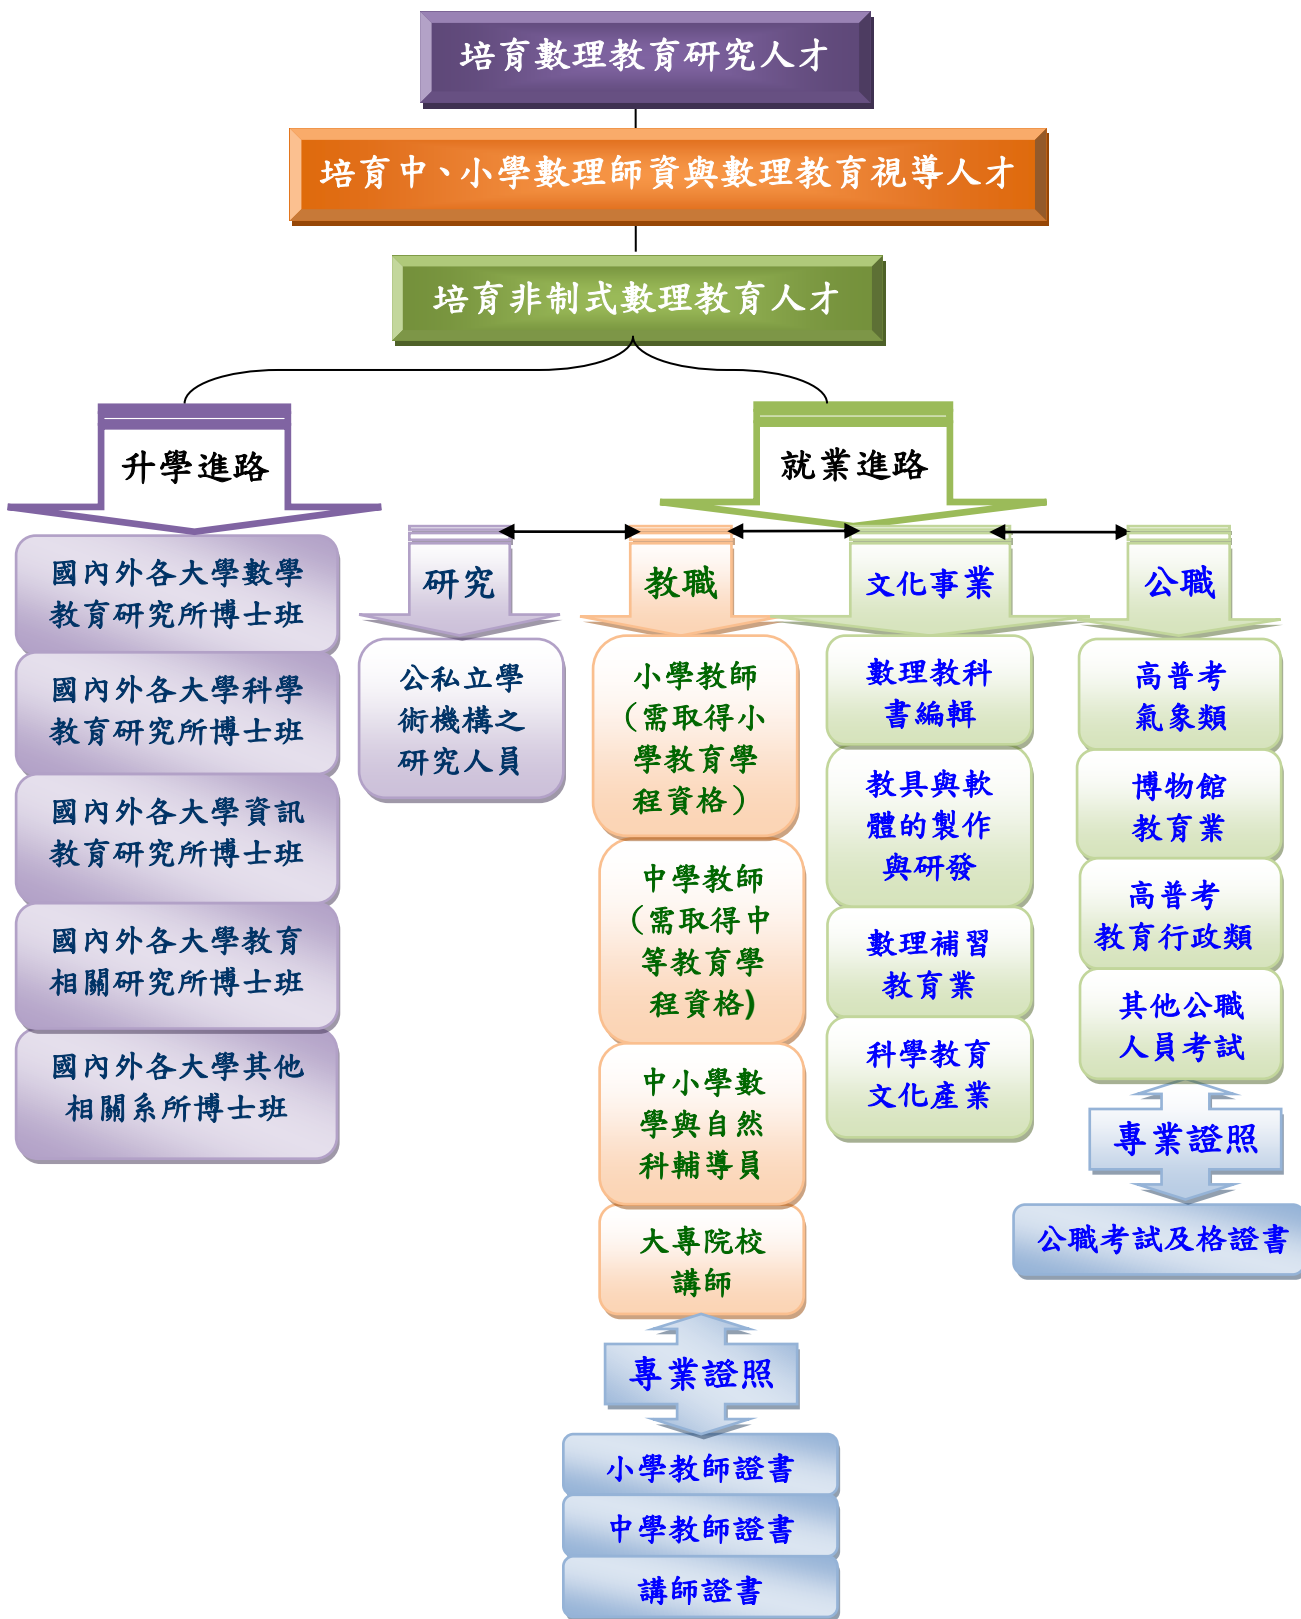 培育數理教育研究人才
培育中、小學數理師資與數理教育視導人才
培育非制式數理教育人才
升學進路
國內外各大學數學
教育研究所博士班
國內外各大學科學
教育研究所博士班
國內外各大學資訊
教育研究所博士班
國內外各大學教育
相關研究所博士班
國內外各大學其他
相關系所博士班
就業進路
研究
公私立學
術機構之
研究人員
教職
小學教師
（需取得小
學教育學
程資格）
中學教師
（需取得中
等教育學
程資格)
中小學數
學與自然
科輔導員
大專院校
講師
專業證照
小學教師證書
中學教師證書
講師證書
文化事業
數理教科
書編輯
教具與軟
體的製作
與研發
數理補習
教育業
科學教育
文化產業
公職
高普考
氣象類
博物館
教育業
高普考
教育行政類
其他公職
人員考試
專業證照
公職考試及格證書